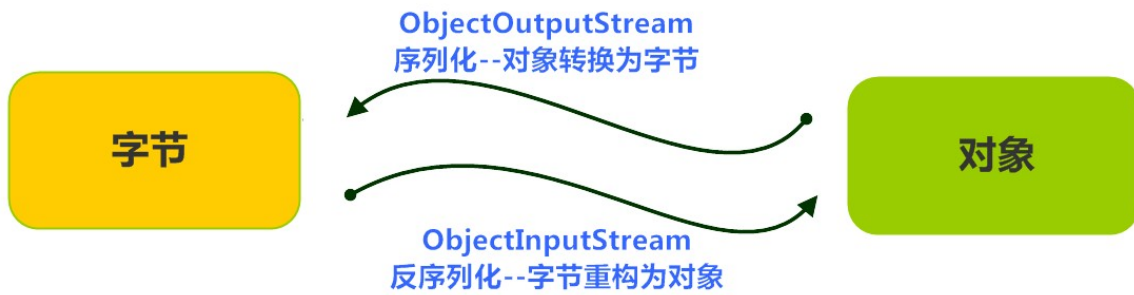 ObjectOutputStream
序列化--对象转换为字节
字节
对象
ObjectInputStream
反序列化--字节重构为对象